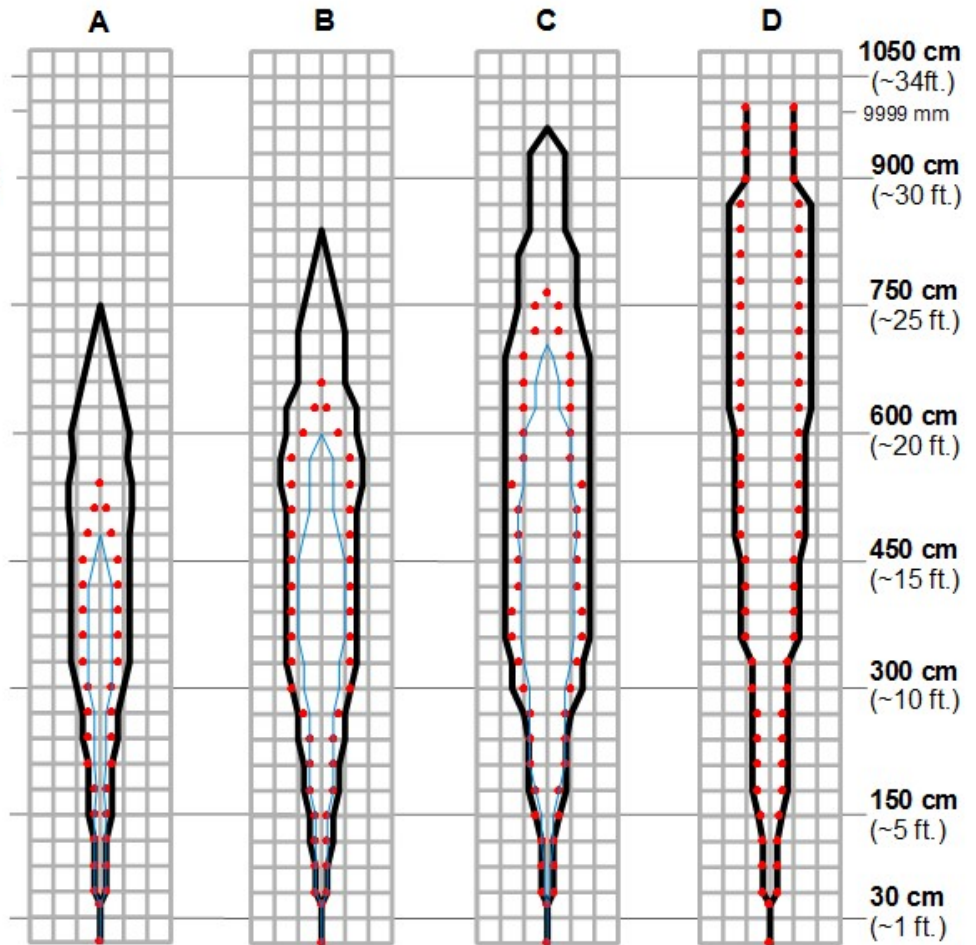 A B C D
1050 cm
(~34ft.)
9999 mm
900 cm
(~30 ft.)
750 cm
(~25 ft.)
600 cm
(~20 ft.)
450 cm
(~15 ft.)
300 cm
(~10 ft.)
150 cm
(~5 ft.)
30 cm
(~1 ft.)